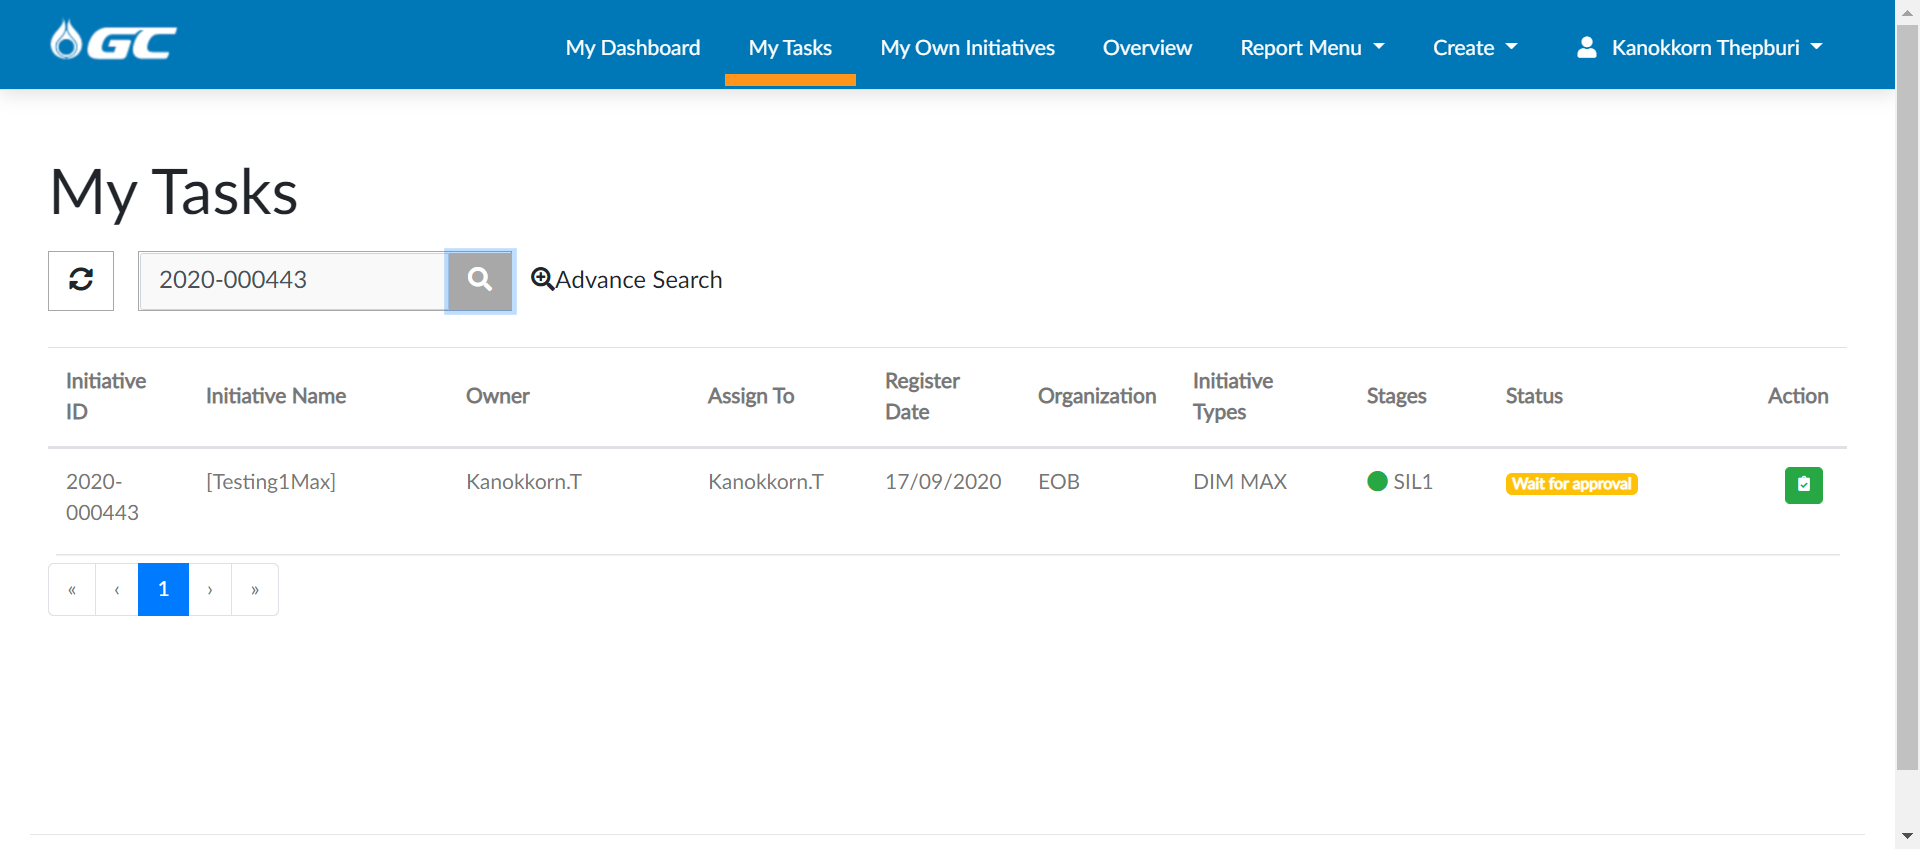 GC
My Dashboard My Tasks My Own Initiatives Overview Report Menu Create Kanokkorn Thepburi
My Tasks
2020-000443 Advance Search
Initiative ID Initiative Name Owner Assign To Register Date Organization Initiative Types Stages Status Action
2020-000443 [Testing1Max] Kanokkorn.T Kanokkorn.T 17/09/2020 EOB DIM MAX SIL1 Wait for approval
« ‹ 1 › »